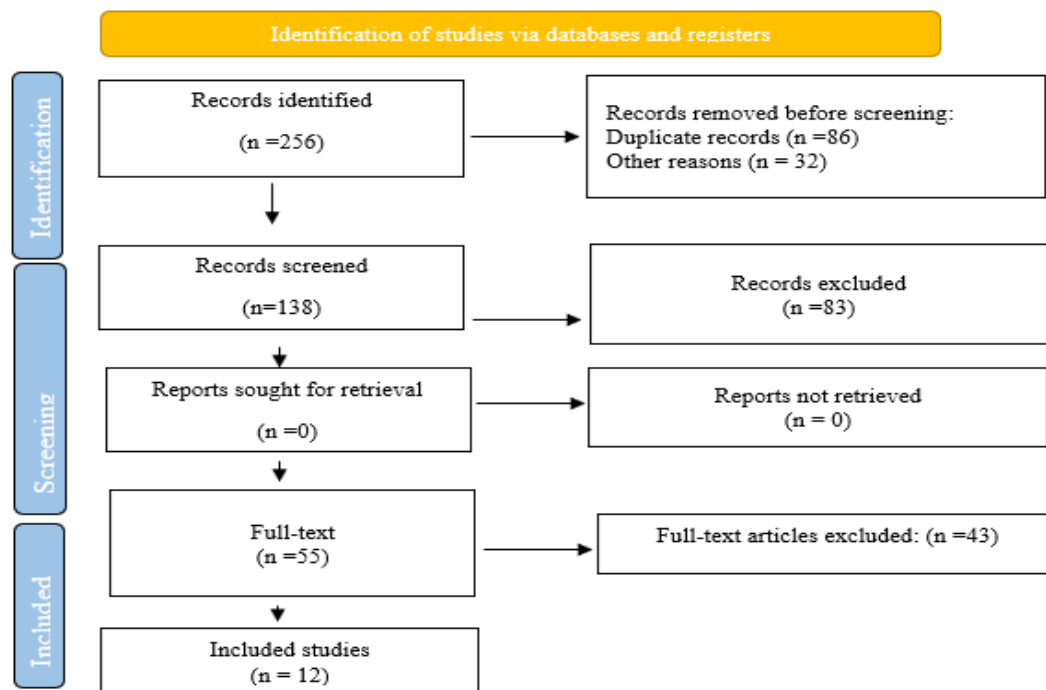 Identification of studies via databases and registers
Identification
Records identified
(n =256)
Records removed before screening:
Duplicate records (n =86)
Other reasons (n = 32)
Screening
Records screened
(n=138)
Records excluded
(n =83)
Reports sought for retrieval
(n =0)
Reports not retrieved
(n = 0)
Full-text
(n =55)
Full-text articles excluded: (n =43)
Included
Included studies
(n = 12)